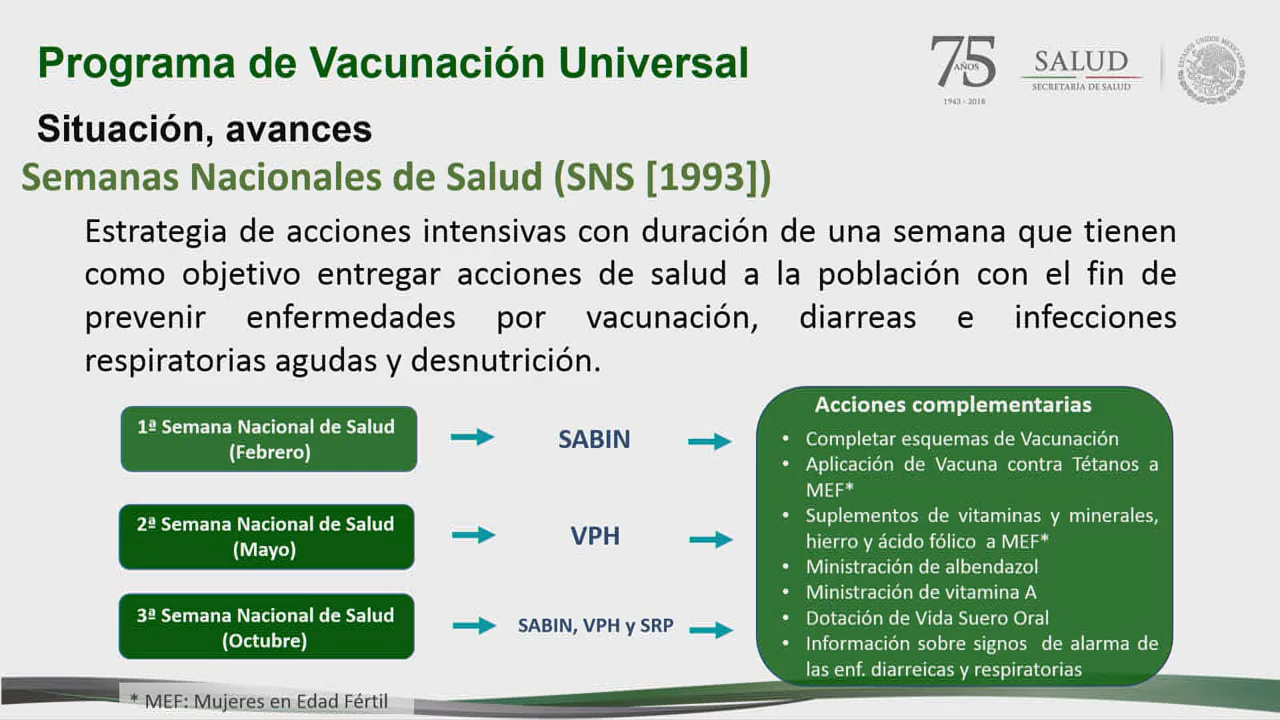 Programa de Vacunación Universal
75
AÑOS
1943 - 2018
SALUD
SECRETARÍA DE SALUD
ESTADOS UNIDOS MEXICANOS
Situación, avances
Semanas Nacionales de Salud (SNS [1993])
Estrategia de acciones intensivas con duración de una semana que tienen
como objetivo entregar acciones de salud a la población con el fin de
prevenir enfermedades por vacunación, diarreas e infecciones
respiratorias agudas y desnutrición.
1ª Semana Nacional de Salud
(Febrero)
SABIN
2ª Semana Nacional de Salud
(Mayo)
VPH
3ª Semana Nacional de Salud
(Octubre)
SABIN, VPH y SRP
Acciones complementarias
• Completar esquemas de Vacunación
• Aplicación de Vacuna contra Tétanos a
MEF*
• Suplementos de vitaminas y minerales,
hierro y ácido fólico a MEF*
• Ministración de albendazol
• Ministración de vitamina A
• Dotación de Vida Suero Oral
• Información sobre signos de alarma de
las enf. diarreicas y respiratorias
* MEF: Mujeres en Edad Fértil